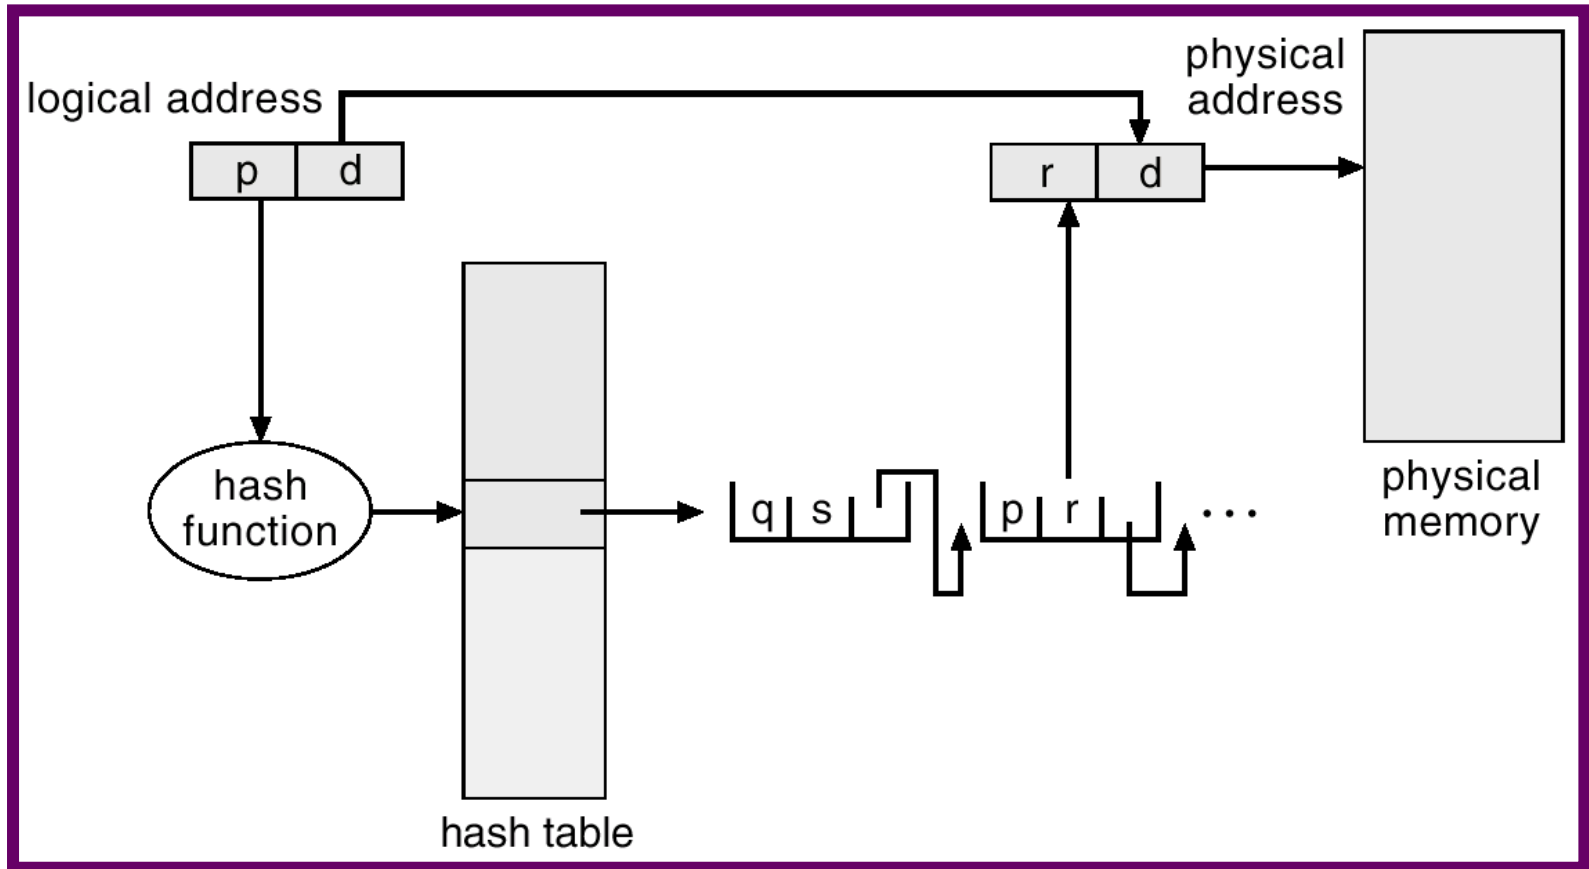 logical address
p d
physical
address
r d
hash
function
q s
p r
...
physical
memory
hash table